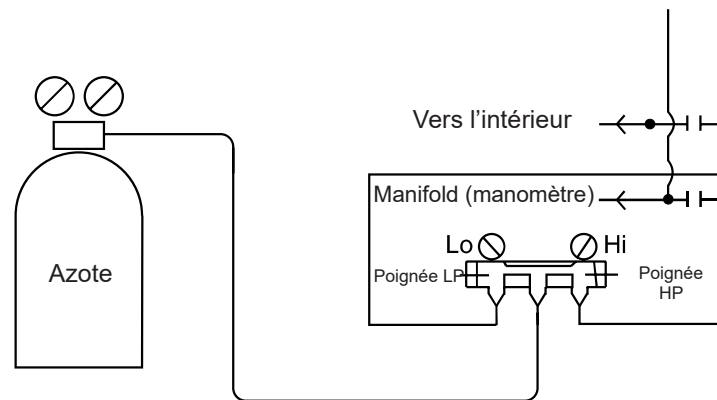 Vers l’intérieur
Manifold (manomètre)
Lo
Hi
Poignée LP
Poignée
HP
Azote